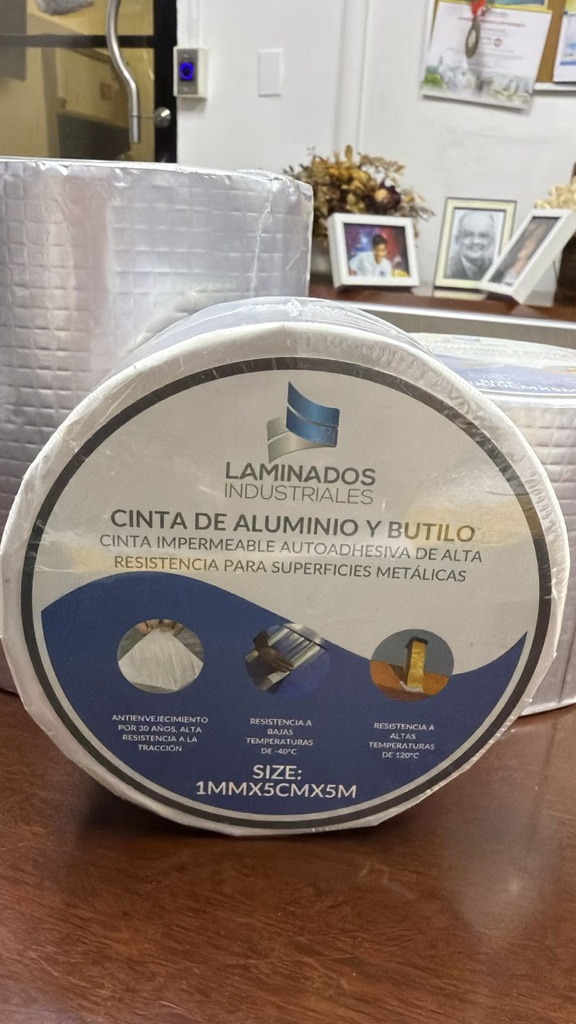 LAMINADOS
INDUSTRIALES
CINTA DE ALUMINIO Y BUTILO
CINTA IMPERMEABLE AUTOADHESIVA DE ALTA
RESISTENCIA PARA SUPERFICIES METÁLICAS
ANTIENVEJECIMIENTO
POR 30 AÑOS, ALTA
RESISTENCIA A LA
TRACCIÓN
RESISTENCIA A
BAJAS
TEMPERATURAS
DE -40°C
RESISTENCIA A
ALTAS
TEMPERATURAS
DE 120°C
SIZE:
1MMX5CMX5M